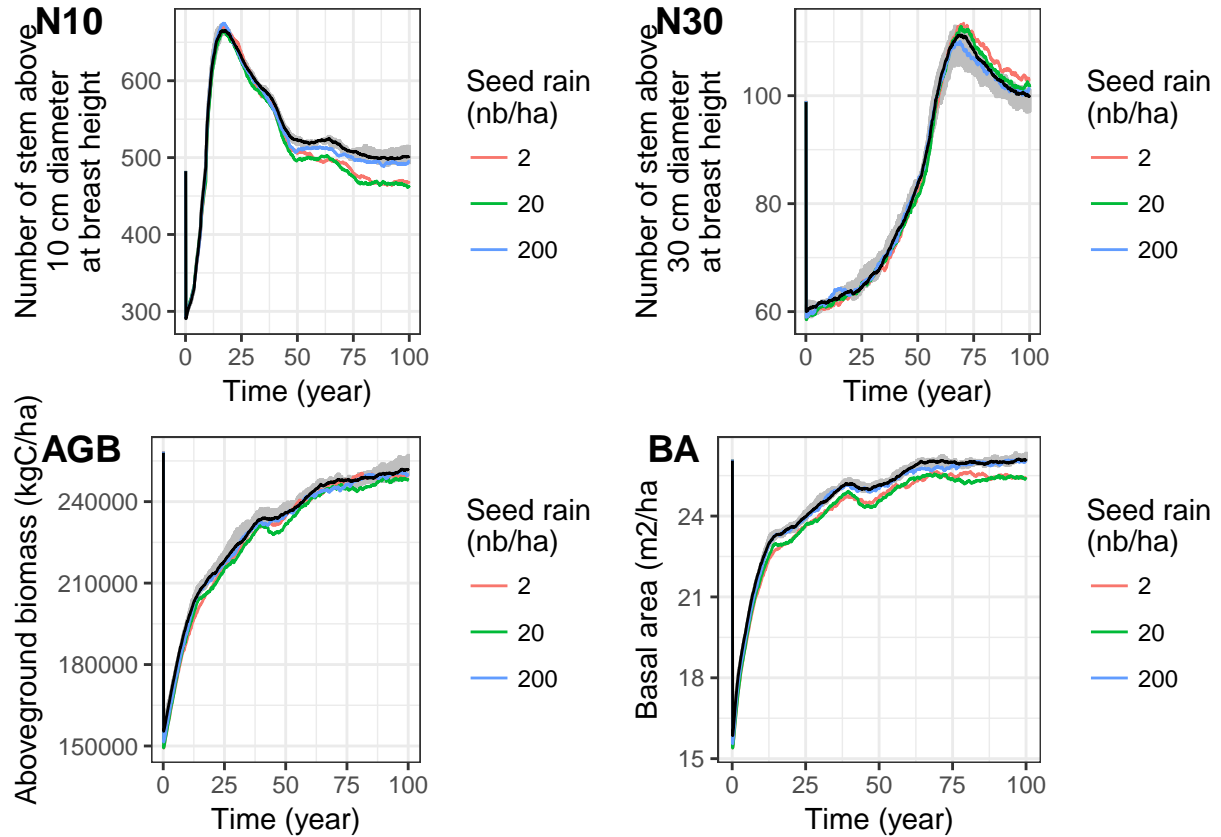 N10
Number of stem above
10 cm diameter
at breast height
600
500
400
300
0 25 50 75 100
Time (year)
Seed rain
(nb/ha)
2
20
200
N30
Number of stem above
30 cm diameter
at breast height
100
80
60
0 25 50 75 100
Time (year)
Seed rain
(nb/ha)
2
20
200
AGB
Aboveground biomass (kgC/ha)
240000
210000
180000
150000
0 25 50 75 100
Time (year)
Seed rain
(nb/ha)
2
20
200
BA
Basal area (m2/ha
24
21
18
15
0 25 50 75 100
Time (year)
Seed rain
(nb/ha)
2
20
200